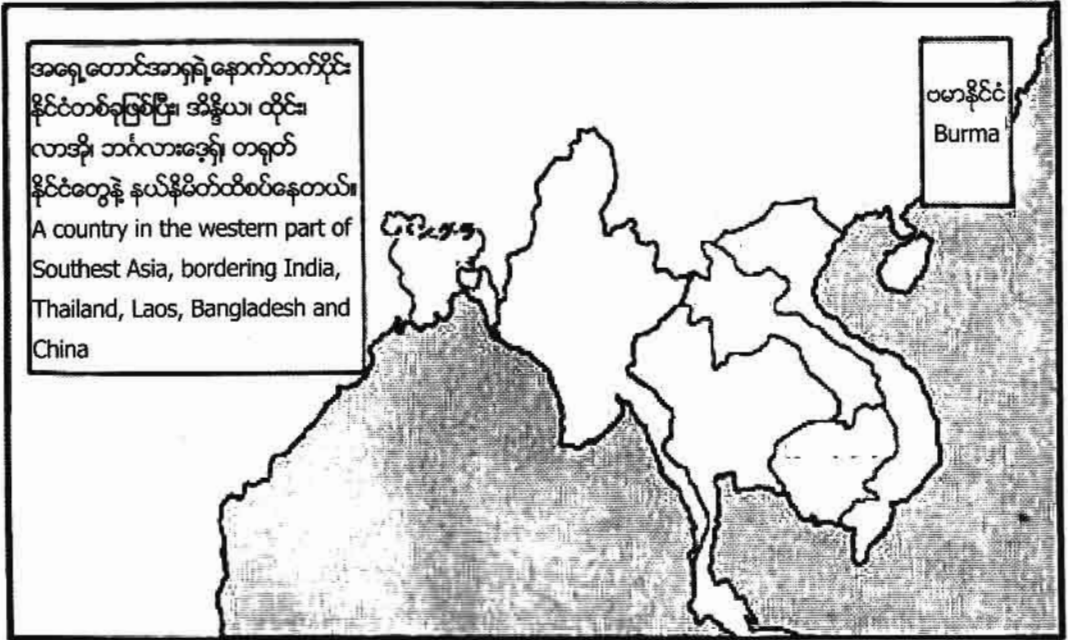 အရှေ့တောင်အာရှရဲ့နောက်ဘက်ပိုင်း
နိုင်ငံတစ်ခုဖြစ်ပြီး၊ အိန္ဒိယ၊ ထိုင်း၊
လာအို၊ ဘင်္ဂလားဒေ့ရှ်၊ တရုတ်
နိုင်ငံတွေနဲ့ နယ်နိမိတ်ထိစပ်နေတယ်။
A country in the western part of
Southest Asia, bordering India,
Thailand, Laos, Bangladesh and
China
ဗမာနိုင်ငံ
Burma